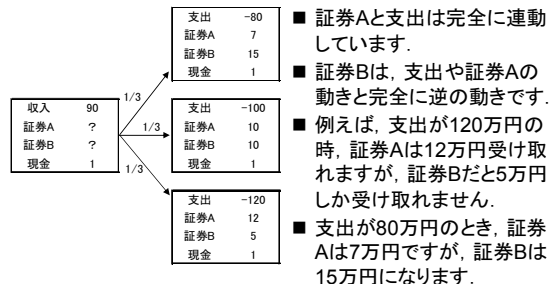 支出 -80
証券A 7
証券B 15
現金 1
収入 90
証券A ?
証券B ?
現金 1
1/3
1/3
1/3
支出 -100
証券A 10
証券B 10
現金 1
支出 -120
証券A 12
証券B 5
現金 1
■ 証券Aと支出は完全に連動
しています.
■ 証券Bは,支出や証券Aの
動きと完全に逆の動きです.
■ 例えば,支出が120万円の
時,証券Aは12万円受け取
れますが,証券Bだと5万円
しか受け取れません.
■ 支出が80万円のとき,証券
Aは7万円ですが,証券Bは
15万円になります.